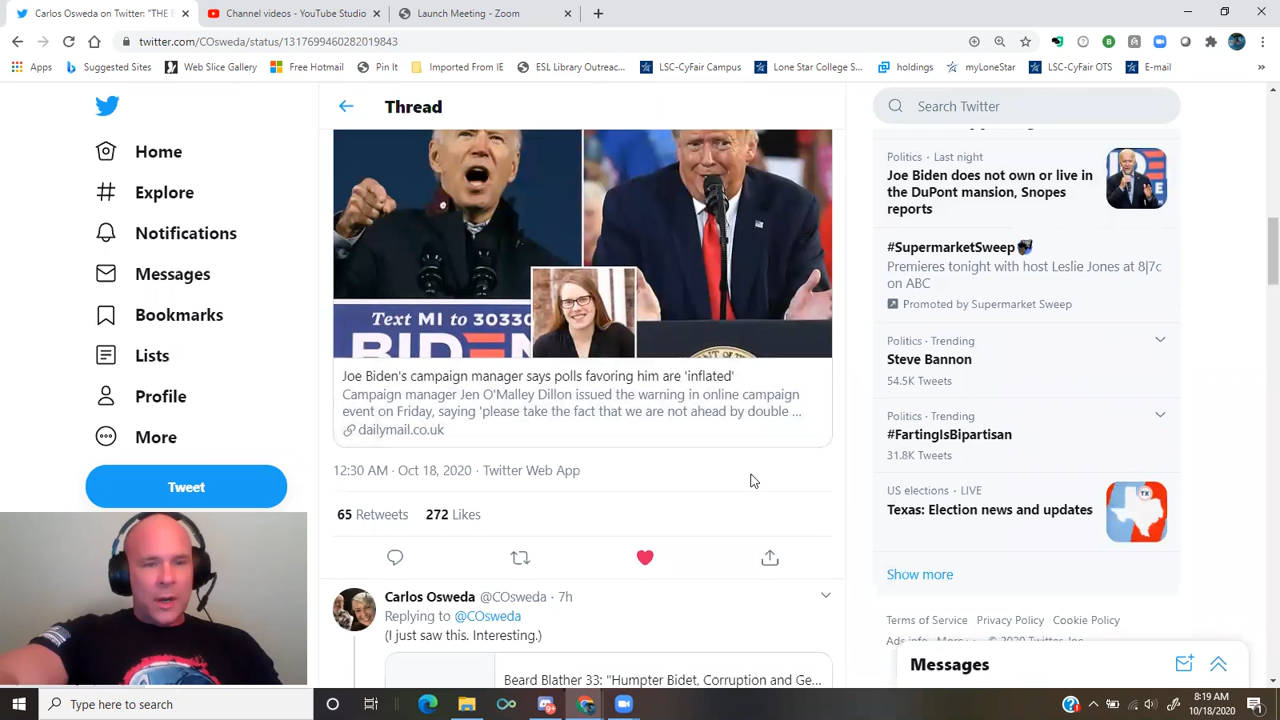 Carlos Osweda on Twitter: "THE B
Channel videos - YouTube Studio
Launch Meeting - Zoom
twitter.com/COsweda/status/1317699460282019843
Apps
Suggested Sites
Web Slice Gallery
Free Hotmail
Pin It
Imported From IE
ESL Library Outreac...
LSC-CyFair Campus
Lone Star College S...
holdings
myLoneStar
LSC-CyFair OTS
E-mail
Home
Explore
Notifications
Messages
Bookmarks
Lists
Profile
More
Tweet
Thread
Text MI to 30330
BIDEN
Joe Biden's campaign manager says polls favoring him are 'inflated'
Campaign manager Jen O'Malley Dillon issued the warning in online campaign
event on Friday, saying 'please take the fact that we are not ahead by double ...
dailymail.co.uk
12:30 AM · Oct 18, 2020 · Twitter Web App
65 Retweets 272 Likes
Carlos Osweda @COsweda · 7h
Replying to @COsweda
(I just saw this. Interesting.)
Beard Blather 33: "Humpter Bidet, Corruption and Ge...
Search Twitter
Politics · Last night
Joe Biden does not own or live in
the DuPont mansion, Snopes
reports
#SupermarketSweep
Premieres tonight with host Leslie Jones at 8|7c
on ABC
Promoted by Supermarket Sweep
Politics · Trending
Steve Bannon
54.5K Tweets
Politics · Trending
#FartingIsBipartisan
31.8K Tweets
US elections · LIVE
Texas: Election news and updates
Show more
Terms of Service Privacy Policy Cookie Policy
Ads info More © 2020 Twitter, Inc.
Messages
Type here to search
8:19 AM
10/18/2020